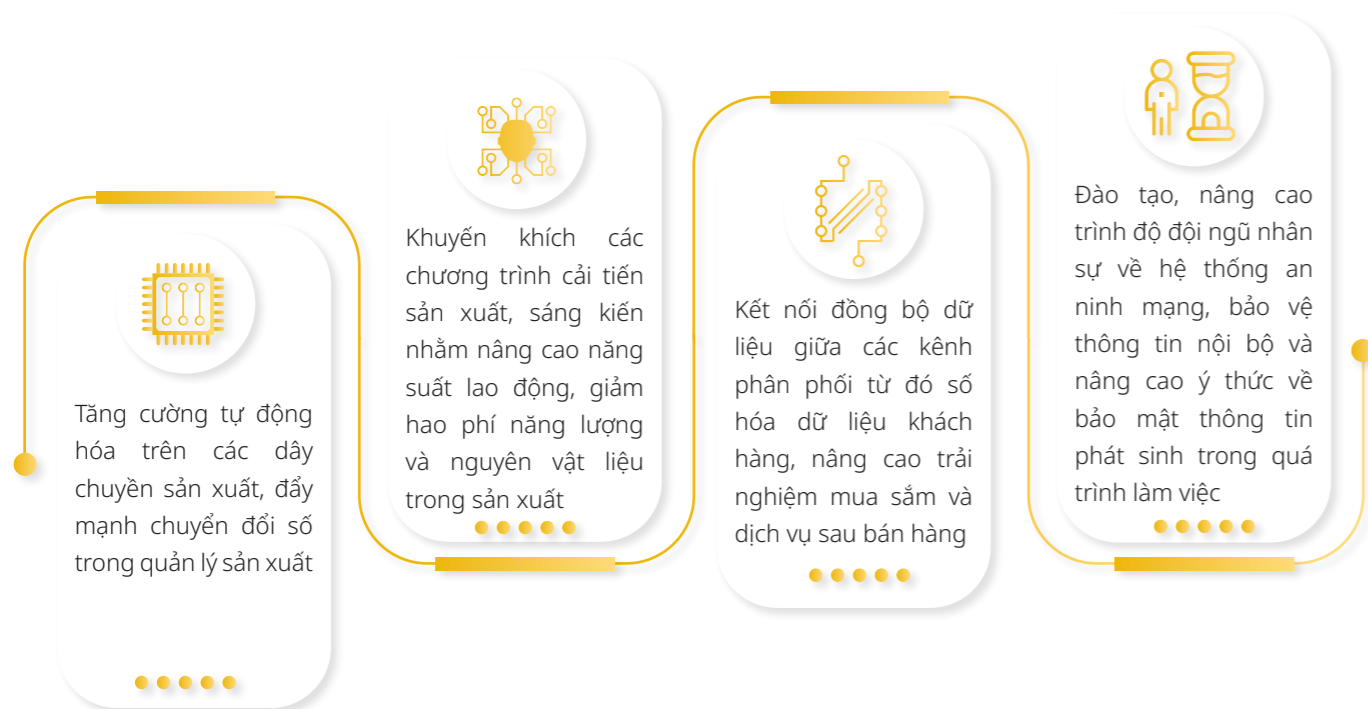 Tăng cường tự động
hóa trên các dây
chuyền sản xuất, đẩy
mạnh chuyển đổi số
trong quản lý sản xuất
Khuyến khích các
chương trình cải tiến
sản xuất, sáng kiến
nhằm nâng cao năng
suất lao động, giảm
hao phí năng lượng
và nguyên vật liệu
trong sản xuất
Kết nối đồng bộ dữ
liệu giữa các kênh
phân phối từ đó số
hóa dữ liệu khách
hàng, nâng cao trải
nghiệm mua sắm và
dịch vụ sau bán hàng
Đào tạo, nâng cao
trình độ đội ngũ nhân
sự về hệ thống an
ninh mạng, bảo vệ
thông tin nội bộ và
nâng cao ý thức về
bảo mật thông tin
phát sinh trong quá
trình làm việc